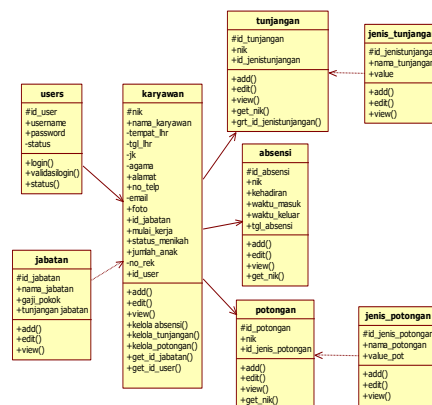 users
#id_user
+username
+password
-status
+login()
+validasilogin()
+status()
jabatan
#id_jabatan
+nama_jabatan
+gaji_pokok
+tunjangan jabatan
+add()
+edit()
+view()
karyawan
#nik
+nama_karyawan
-tempat_lhr
-tgl_lhr
-jk
-agama
+alamat
+no_telp
-email
+foto
+id_jabatan
+mulai_kerja
+status_menikah
+jumlah_anak
-no_rek
+id_user
+add()
+edit()
+view()
+kelola_absensi()
+kelola_tunjangan()
+kelola_potongan()
+get_id_jabatan()
+get_id_user()
tunjangan
#id_tunjangan
+nik
+id_jenistunjangan
+add()
+edit()
+view()
+get_nik()
+grt_id_jenistunjangan()
absensi
#id_absensi
+nik
+kehadiran
+waktu_masuk
+waktu_keluar
+tgl_absensi
+add()
+edit()
+view()
+get_nik()
potongan
#id_potongan
+nik
+id_jenis_potongan
+add()
+edit()
+view()
+get_nik()
jenis_tunjanga
#id_jenistunjangan
+nama_tunjangan
+value
+add()
+edit()
+view()
jenis_potongan
#id_jenis_potongan
+nama_potongan
+value_pot
+add()
+edit()
+view()